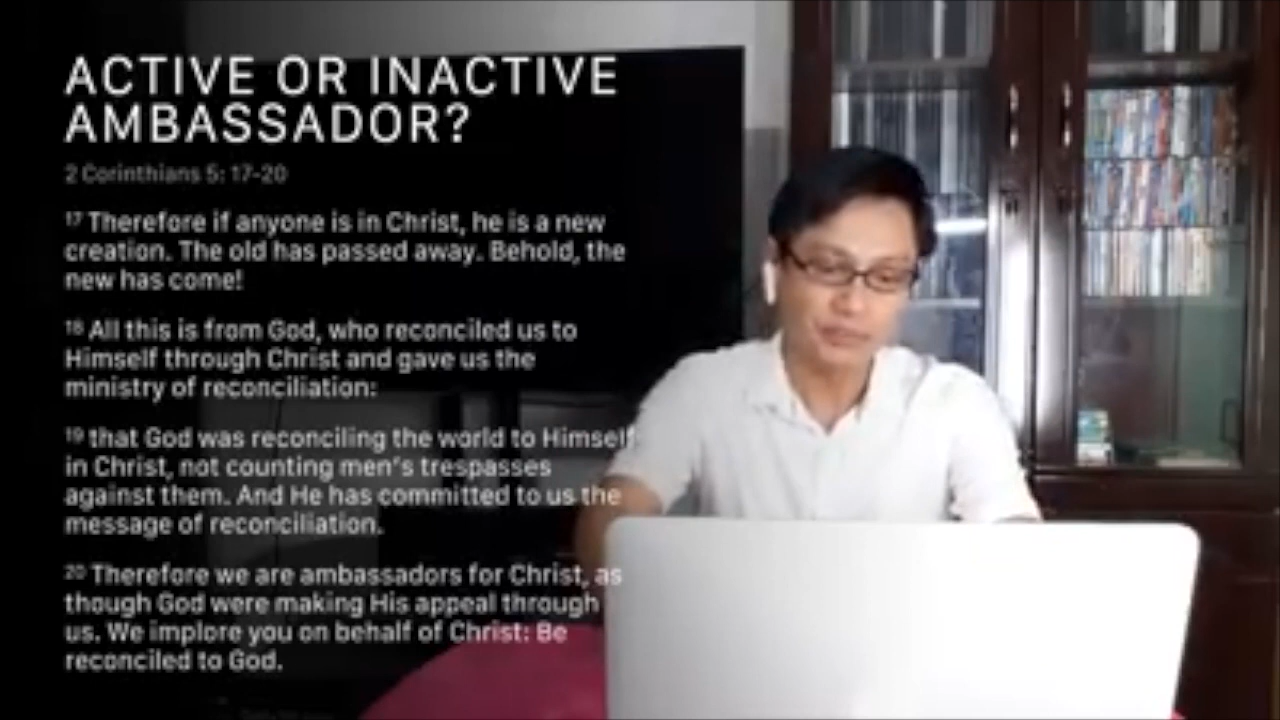 ACTIVE OR INACTIVE
AMBASSADOR?
2 Corinthians 5: 17-20
17 Therefore if anyone is in Christ, he is a new
creation. The old has passed away. Behold, the
new has come!
18 All this is from God, who reconciled us to
Himself through Christ and gave us the
ministry of reconciliation:
19 that God was reconciling the world to Himself
in Christ, not counting men's trespasses
against them. And He has committed to us the
message of reconciliation.
20 Therefore we are ambassadors for Christ, as
though God were making His appeal through
us. We implore you on behalf of Christ: Be
reconciled to God.